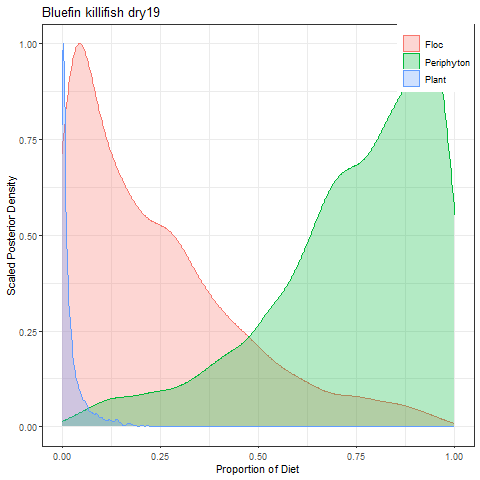 Bluefin killifish dry19
Floc
Periphyton
Plant
1.00
0.75
0.50
0.25
0.00
Scaled Posterior Density
0.00 0.25 0.50 0.75 1.00
Proportion of Diet